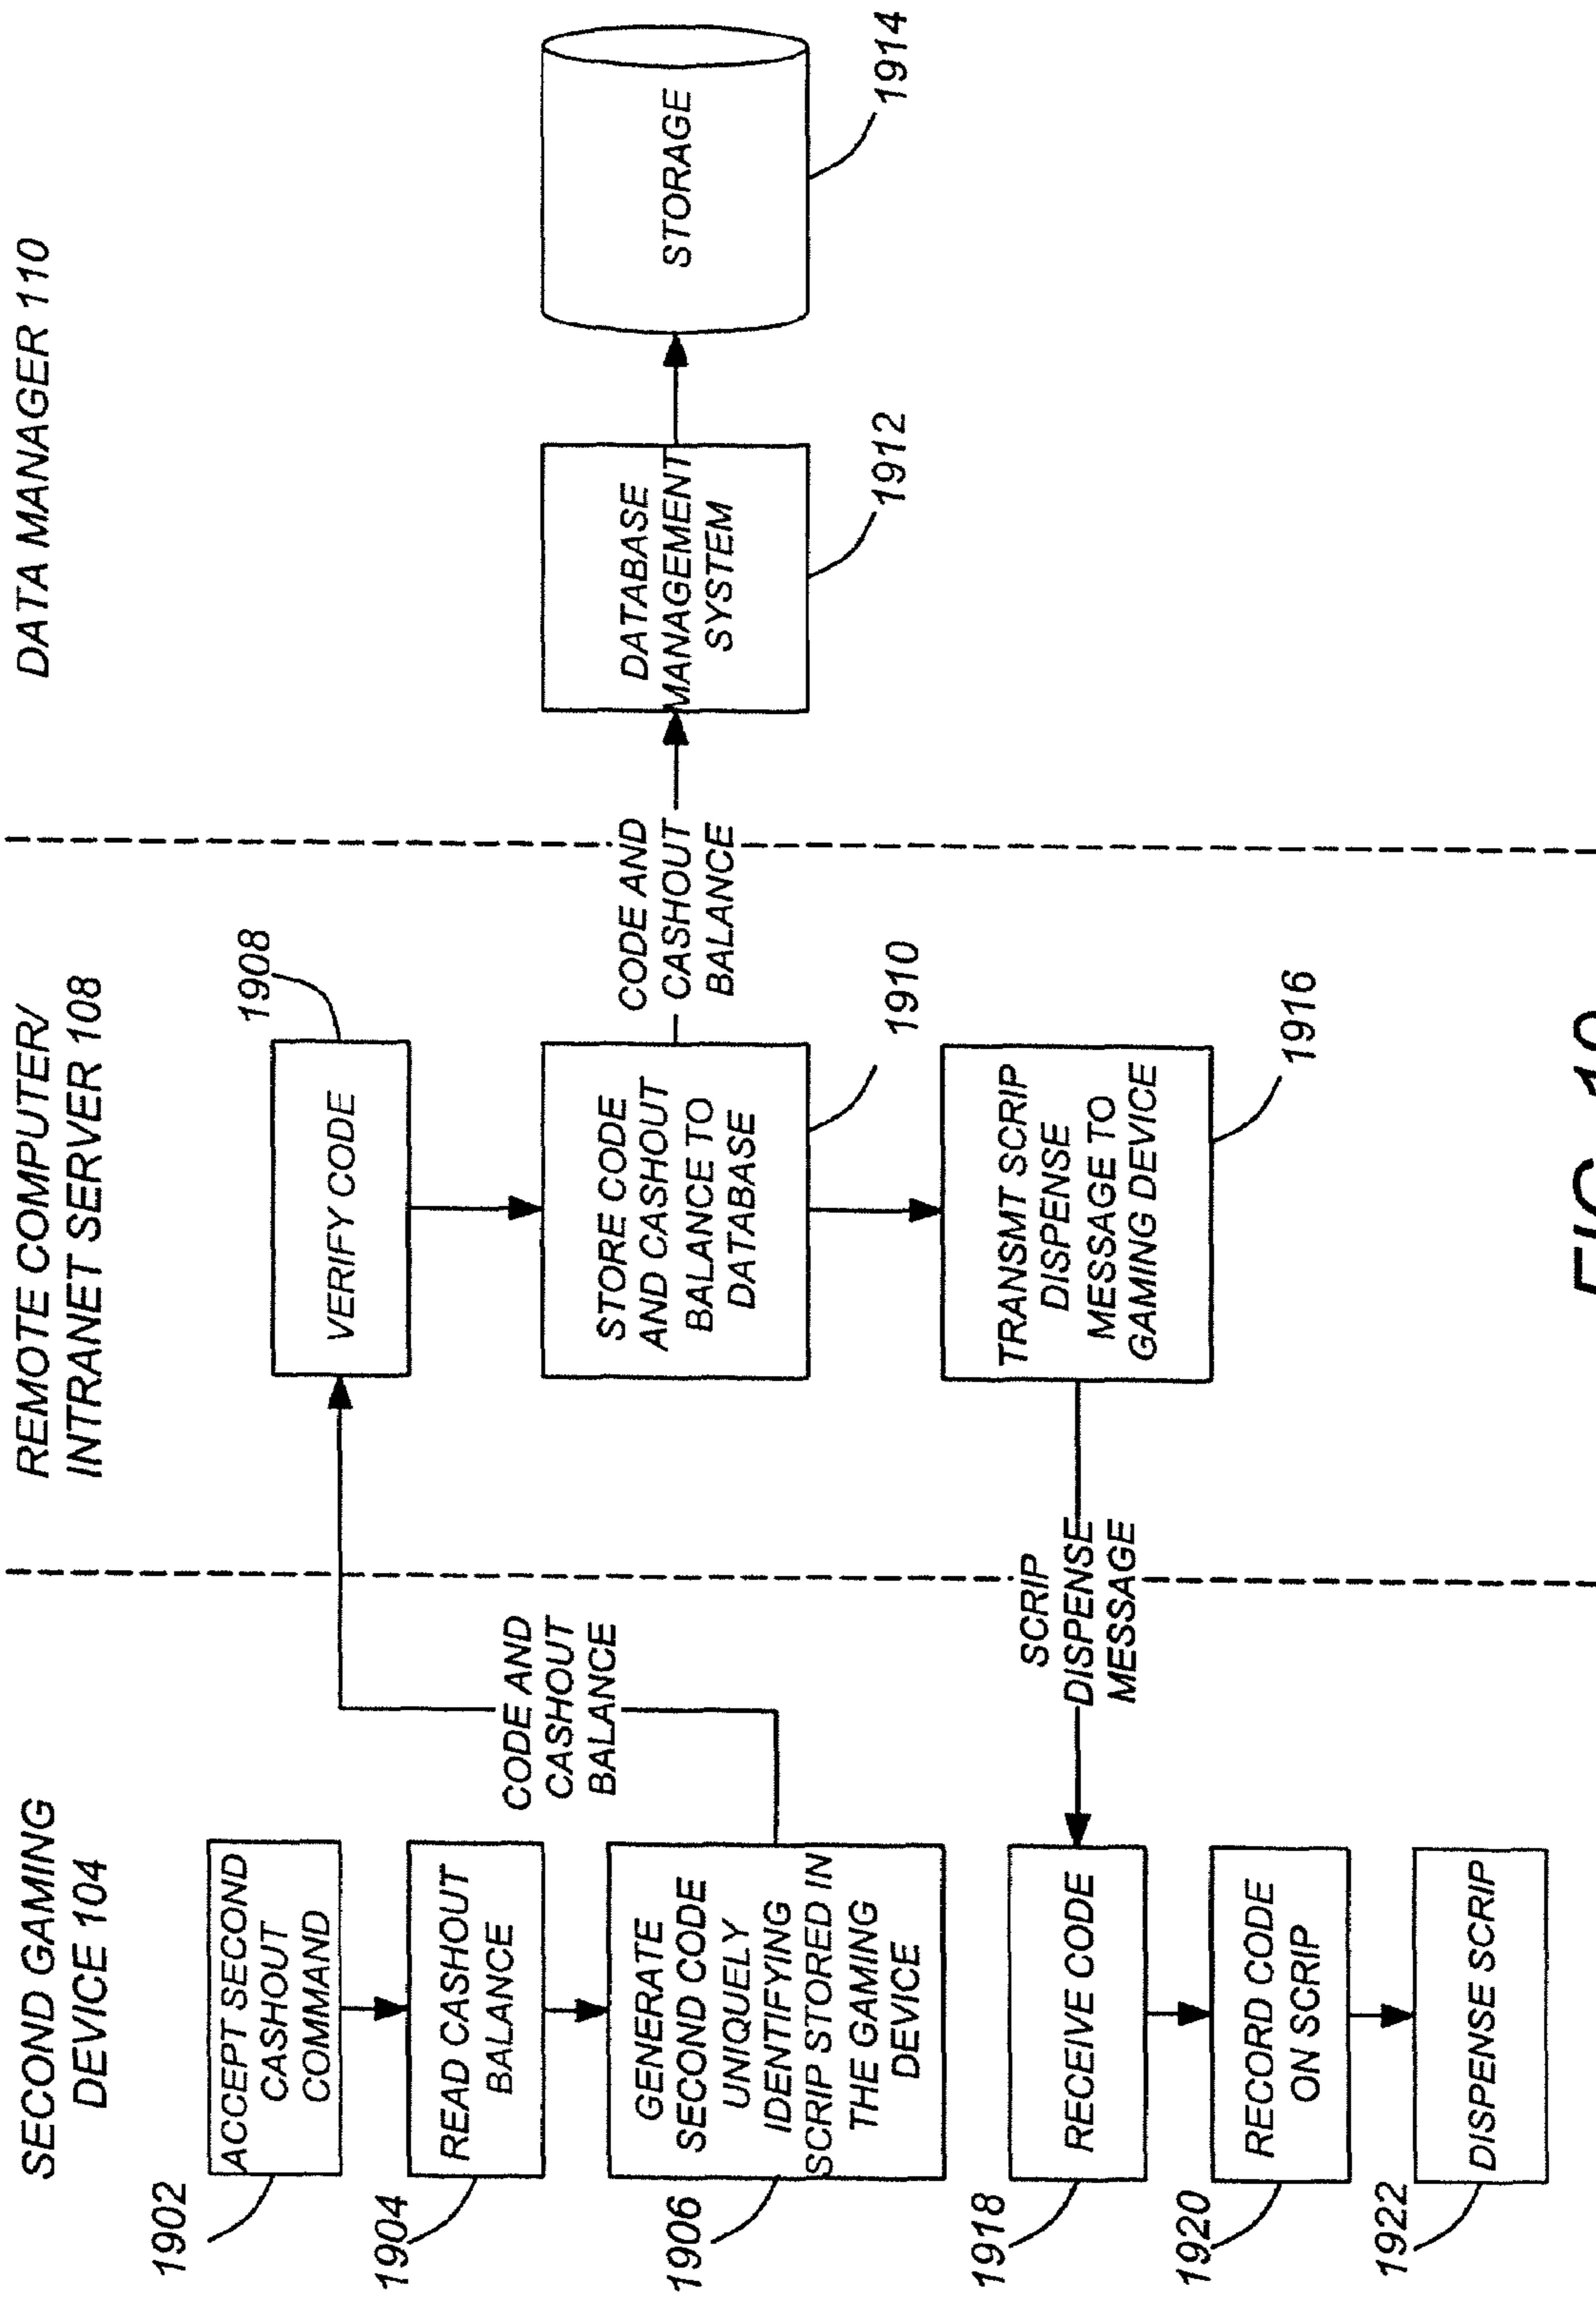 SECOND GAMING
DEVICE 104
REMOTE COMPUTER/
INTRANET SERVER 108
DATA MANAGER 110
1902
ACCEPT SECOND
CASHOUT
COMMAND
1904
READ CASHOUT
BALANCE
1906
GENERATE
SECOND CODE
UNIQUELY
IDENTIFYING
SCRIP STORED IN
THE GAMING
DEVICE
CODE AND
CASHOUT
BALANCE
1908
VERIFY CODE
STORE CODE
AND CASHOUT
BALANCE TO
DATABASE
1910
CODE AND
CASHOUT
BALANCE
DATABASE
MANAGEMENT
SYSTEM
1912
STORAGE
1914
TRANSMT SCRIP
DISPENSE
MESSAGE TO
GAMING DEVICE
1916
SCRIP
DISPENSE
MESSAGE
1918
RECEIVE CODE
1920
RECORD CODE
ON SCRIP
1922
DISPENSE SCRIP